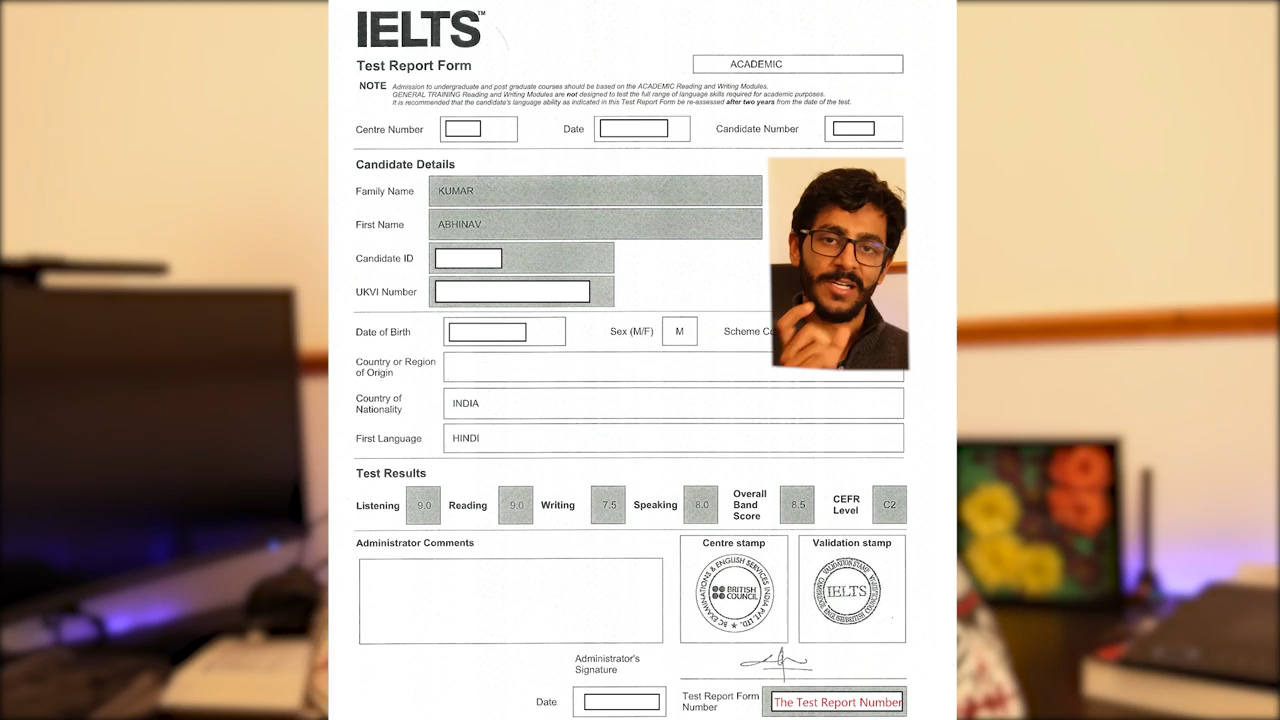 IELTS™
Test Report Form
ACADEMIC
NOTE Admission to undergraduate and post graduate courses should be based on the ACADEMIC Reading and Writing Modules.
GENERAL TRAINING Reading and Writing Modules are not designed to test the full range of language skills required for academic purposes.
It is recommended that the candidate's language ability as indicated in this Test Report Form be re-assessed after two years from the date of the test.
Centre Number Date Candidate Number
Candidate Details
Family Name KUMAR
First Name ABHINAV
Candidate ID
UKVI Number
Date of Birth Sex (M/F) M Scheme
Country or Region
of Origin
Country of
Nationality
INDIA
First Language HINDI
Test Results
Listening 9.0 Reading 9.0 Writing 7.5 Speaking 8.0 Overall Band Score 8.5 CEFR Level C2
Administrator Comments
Centre stamp
Validation stamp
BC EXAMINATIONS & ENGLISH SERVICES INDIA PVT. LTD.
BRITISH
COUNCIL
IELTS
Administrator's
Signature
Date
Test Report Form
Number
The Test Report Number